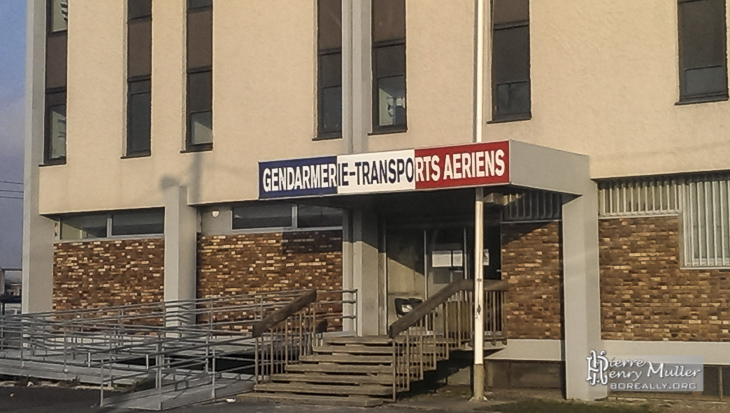 GENDARMERIE-TRANSPORTS AERIENS
Pierre
Henry Muller
BOREALLY.ORG